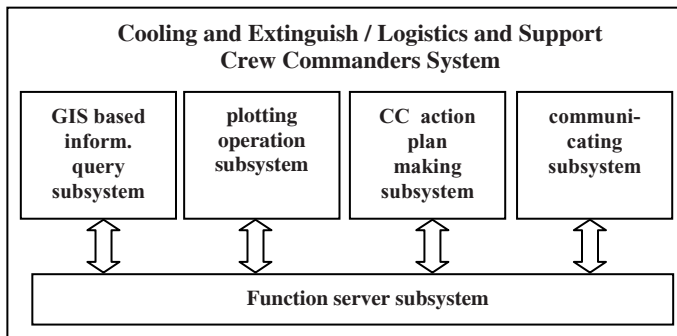 Cooling and Extinguish / Logistics and Support
Crew Commanders System
GIS based
inform.
query
subsystem
plotting
operation
subsystem
CC action
plan
making
subsystem
communi-
cating
subsystem
Function server subsystem